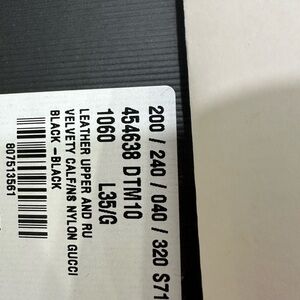 200 / 240 / 040 / 320 S71
454638 DTM10
1060 L35/G
LEATHER UPPER AND RU
VELVETY CALF/NS NYLON GUCCI
BLACK -BLACK
807513561